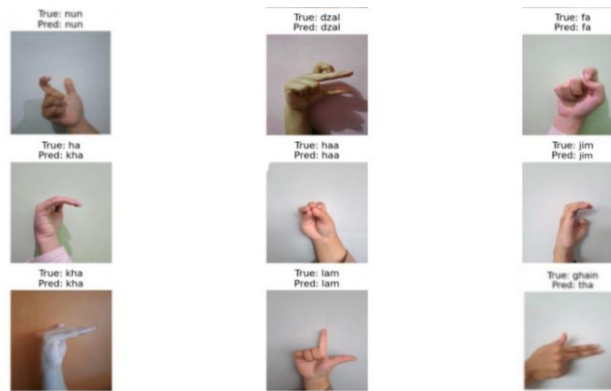 True: nun
Pred: nun
True: dzal
Pred: dzal
True: fa
Pred: fa
True: ha
Pred: kha
True: haa
Pred: haa
True: jim
Pred: jim
True: kha
Pred: kha
True: lam
Pred: lam
True: ghain
Pred: tha